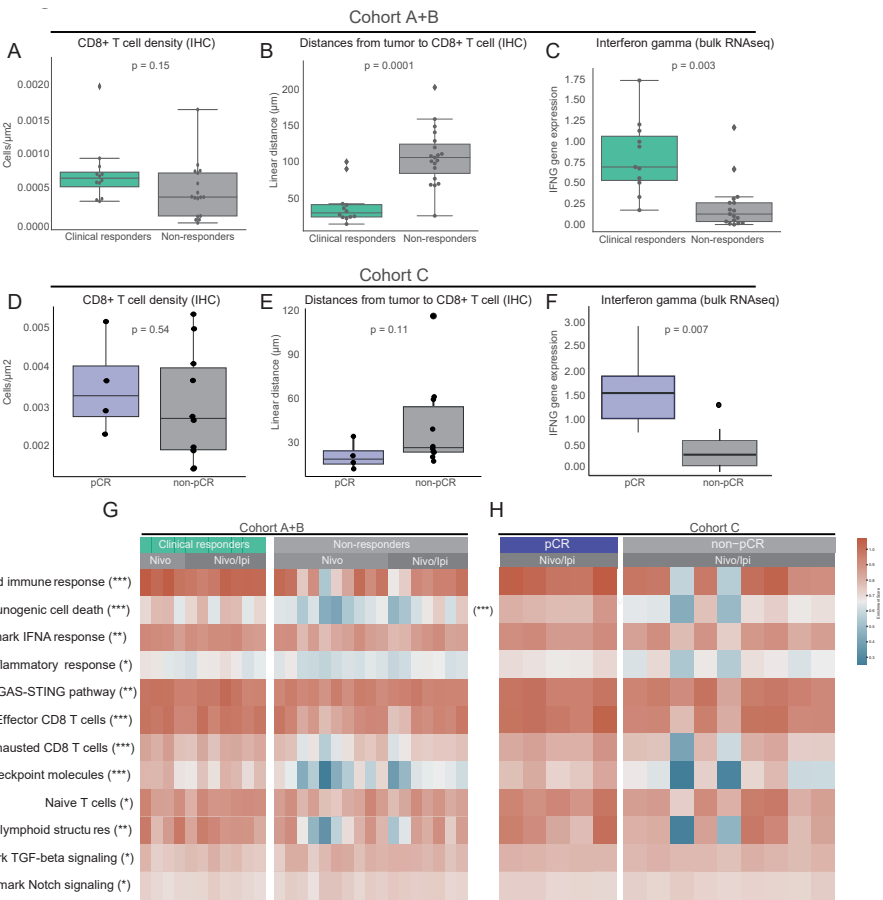 Cohort A+B
A
CD8+ T cell density (IHC)
p = 0.15
Cells/µm2
0.0020
0.0010
0.0005
0.0000
Clinical responders
Non-responders
B
Distances from tumor to CD8+ T cell (IHC)
p = 0.0001
Linear distance (µm)
200
150
100
50
Clinical responders
Non-responders
C
Interferon gamma (bulk RNAseq)
p = 0.003
IFNG gene expression
1.75
1.50
1.25
1.00
0.75
0.50
0.25
0.00
Clinical responders
Non-responders
Cohort C
D
CD8+ T cell density (IHC)
p = 0.54
Cells/µm2
0.005
0.004
0.003
0.002
pCR
non-pCR
E
Distances from tumor to CD8+ T cell (IHC)
p = 0.11
Linear distance (µm)
120
90
60
30
pCR
non-pCR
F
Interferon gamma (bulk RNAseq)
p = 0.007
IFNG gene expression
3.00
2.50
2.00
1.50
1.00
0.50
0.00
pCR
non-pCR
G
Cohort A+B
Clinical responders
Non-responders
Nivo
Nivo/Ipi
Nivo
Nivo/Ipi
d immune response (***)
unogenic cell death (***)
nark IFNA response (**)
flammatory response (*)
GAS-STING pathway (**)
Effector CD8 T cells (***)
hausted CD8 T cells (***)
eckpoint molecules (***)
Naive T cells (*)
lymphoid structures (**)
rk TGF-beta signaling (*)
mark Notch signaling (*)
H
Cohort C
pCR
non-pCR
Nivo/Ipi
Nivo/Ipi
(***)